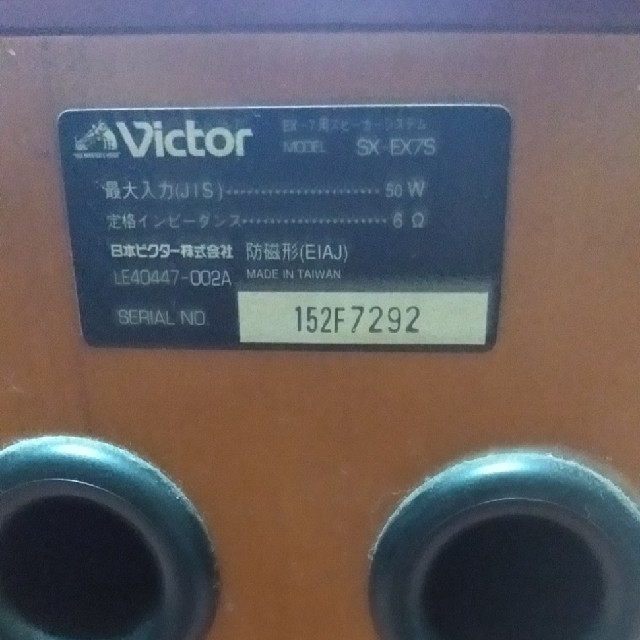 Victor EX-7用スピーカーシステム
MODEL SX-EX7S
最大入力(JIS)-------------------------50 W
定格インピーダンス·························6 Ω
日本ビクター株式会社 防磁形(EIAJ)
LE40447-002A MADE IN TAIWAN
SERIAL NO. 152F7292